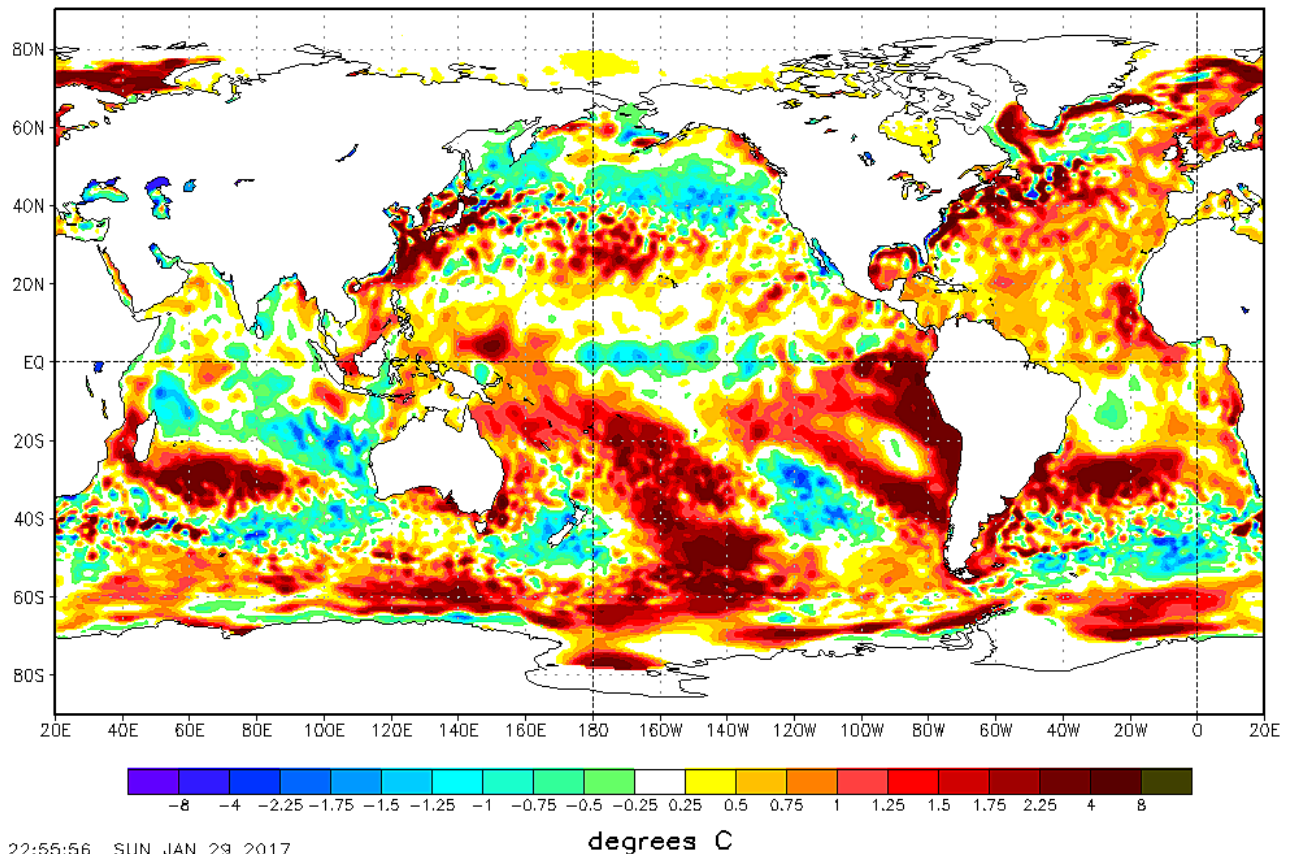 80N
60N
40N
20N
EQ
20S
40S
60S
80S
20E 40E 60E 80E 100E 120E 140E 160E 180 160W 140W 120W 100W 80W 60W 40W 20W 0 20E
-8 -4 -2.25 -1.75 -1.5 -1.25 -1 -0.75 -0.5 -0.25 0.25 0.5 0.75 1 1.25 1.5 1.75 2.25 4 8
degrees C
22:55:56 SUN JAN 29 2017